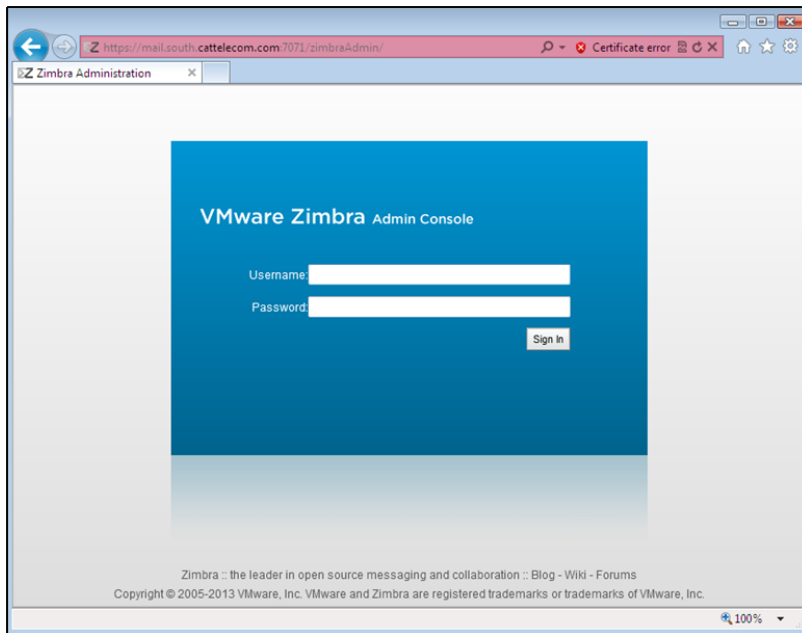 https://mail.south.cattelecom.com:7071/zimbraAdmin/ Certificate error
Zimbra Administration
VMware Zimbra Admin Console
Username:
Password:
Sign In
Zimbra :: the leader in open source messaging and collaboration :: Blog - Wiki - Forums
Copyright © 2005-2013 VMware, Inc. VMware and Zimbra are registered trademarks or trademarks of VMware, Inc.
100%